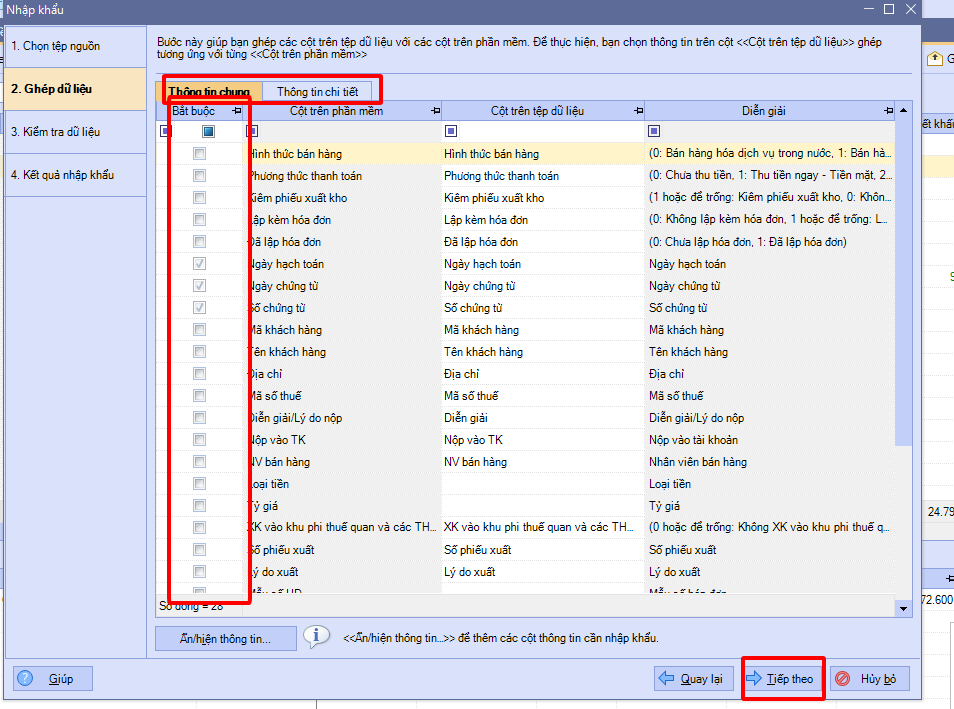 Nhập khẩu
1. Chọn tệp nguồn
2. Ghép dữ liệu
3. Kiểm tra dữ liệu
4. Kết quả nhập khẩu
Bước này giúp bạn ghép các cột trên tệp dữ liệu với các cột trên phần mềm. Để thực hiện, bạn chọn thông tin trên cột <<Cột trên tệp dữ liệu>> ghép
tương ứng với từng <<Cột trên phần mềm>>
Thông tin chung Thông tin chi tiết
Bắt buộc Cột trên phần mềm Cột trên tệp dữ liệu Diễn giải
Hình thức bán hàng Hình thức bán hàng (0: Bán hàng hóa dịch vụ trong nước, 1: Bán hà...
Phương thức thanh toán Phương thức thanh toán (0: Chưa thu tiền, 1: Thu tiền ngay - Tiền mặt, 2...
Kiêm phiếu xuất kho Kiêm phiếu xuất kho (1 hoặc để trống: Kiêm phiếu xuất kho, 0: Khôn...
Lập kèm hóa đơn Lập kèm hóa đơn (0: Không lập kèm hóa đơn, 1 hoặc để trống: L...
Đã lập hóa đơn Đã lập hóa đơn (0: Chưa lập hóa đơn, 1: Đã lập hóa đơn)
Ngày hạch toán Ngày hạch toán Ngày hạch toán
Ngày chứng từ Ngày chứng từ Ngày chứng từ
Số chứng từ Số chứng từ Số chứng từ
Mã khách hàng Mã khách hàng Mã khách hàng
Tên khách hàng Tên khách hàng Tên khách hàng
Địa chỉ Địa chỉ Địa chỉ
Mã số thuế Mã số thuế Mã số thuế
Diễn giải/Lý do nộp Diễn giải Diễn giải/Lý do nộp
Nộp vào TK Nộp vào TK Nộp vào tài khoản
NV bán hàng NV bán hàng Nhân viên bán hàng
Loại tiền Loại tiền
Tỷ giá Tỷ giá
XK vào khu phi thuế quan và các TH... XK vào khu phi thuế quan và các TH... (0 hoặc để trống: Không XK vào khu phi thuế q...
Số phiếu xuất Số phiếu xuất Số phiếu xuất
Lý do xuất Lý do xuất Lý do xuất
Mẫu số HĐ Mẫu số hóa đơn
Số dòng = 28
Ẩn/hiện thông tin... <<Ẩn/hiện thông tin...>> để thêm các cột thông tin cần nhập khẩu.
Giúp Quay lại Tiếp theo Hủy bỏ
24.79
72.600